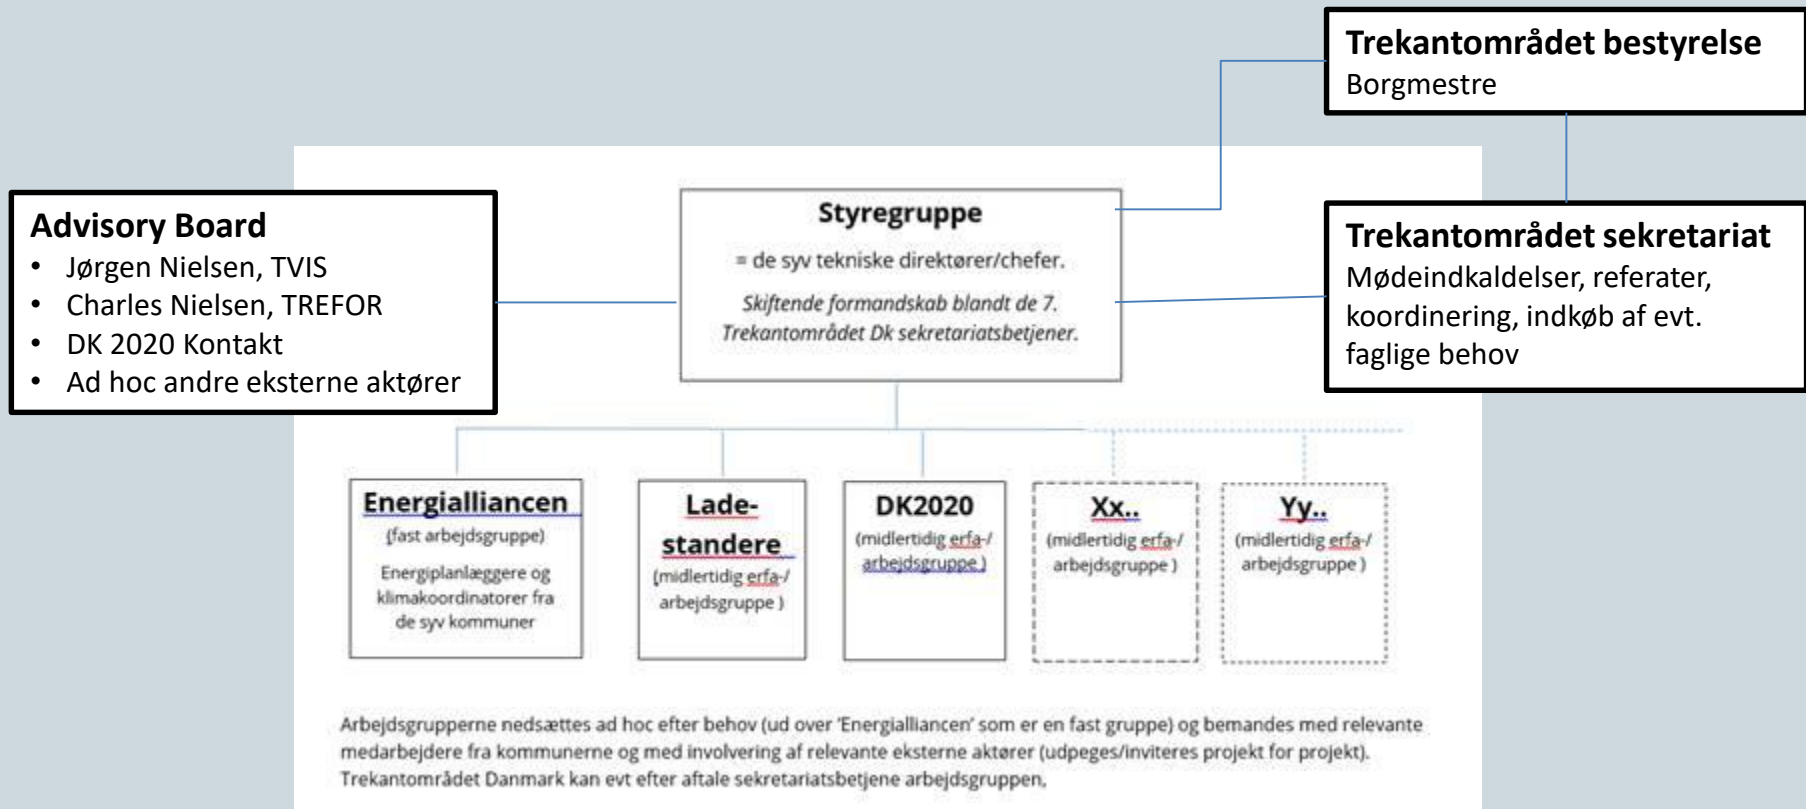 Trekantområdet bestyrelse
Borgmestre
Advisory Board
• Jørgen Nielsen, TVIS
• Charles Nielsen, TREFOR
• DK 2020 Kontakt
• Ad hoc andre eksterne aktører
Styregruppe
= de syv tekniske direktører/chefer.
Skiftende formandskab blandt de 7.
Trekantområdet Dk sekretariatsbetjener.
Trekantområdet sekretariat
Mødeindkaldelser, referater,
koordinering, indkøb af evt.
faglige behov
Energialliancen
(fast arbejdsgruppe)
Energiplanlæggere og
klimakoordinatorer fra
de syv kommuner
Lade-
standere
(midlertidig erfa-/
arbejdsgruppe )
DK2020
(midlertidig erfa-/
arbejdsgruppe )
Xx..
(midlertidig erfa-/
arbejdsgruppe )
Yy..
(midlertidig erfa-/
arbejdsgruppe )
Arbejdsgrupperne nedsættes ad hoc efter behov (ud over 'Energialliancen' som er en fast gruppe) og bemandes med relevante
medarbejdere fra kommunerne og med involvering af relevante eksterne aktører (udpeges/inviteres projekt for projekt).
Trekantområdet Danmark kan evt efter aftale sekretariatsbetjene arbejdsgruppen,